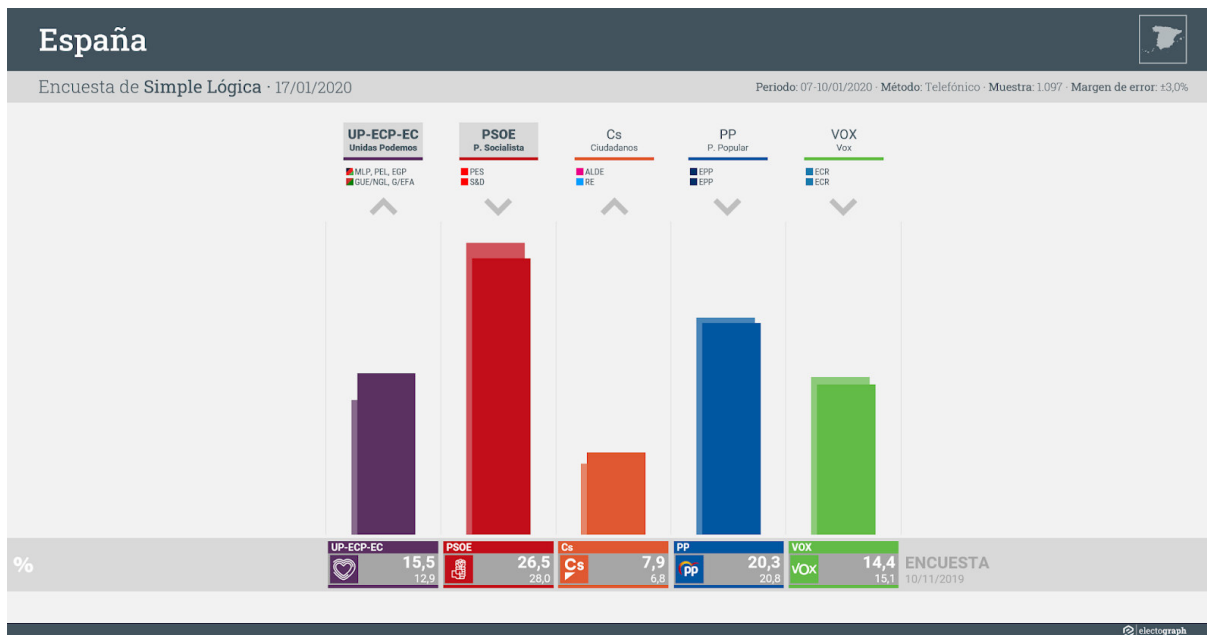 España
Encuesta de Simple Lógica · 17/01/2020
Periodo: 07-10/01/2020 · Método: Telefónico · Muestra: 1.097 · Margen de error: ±3,0%
UP-ECP-EC
Unidas Podemos
MLP, PEL, EGP
GUE/NGL, G/EFA
PSOE
P. Socialista
PES
S&D
Cs
Ciudadanos
ALDE
RE
PP
P. Popular
EPP
EPP
VOX
Vox
ECR
ECR
%
UP-ECP-EC
15,5
12,9
PSOE
26,5
28,0
Cs
Cs
7,9
6,8
PP
PP
20,3
20,8
VOX
VOX
14,4
15,1
ENCUESTA
10/11/2019
electograph